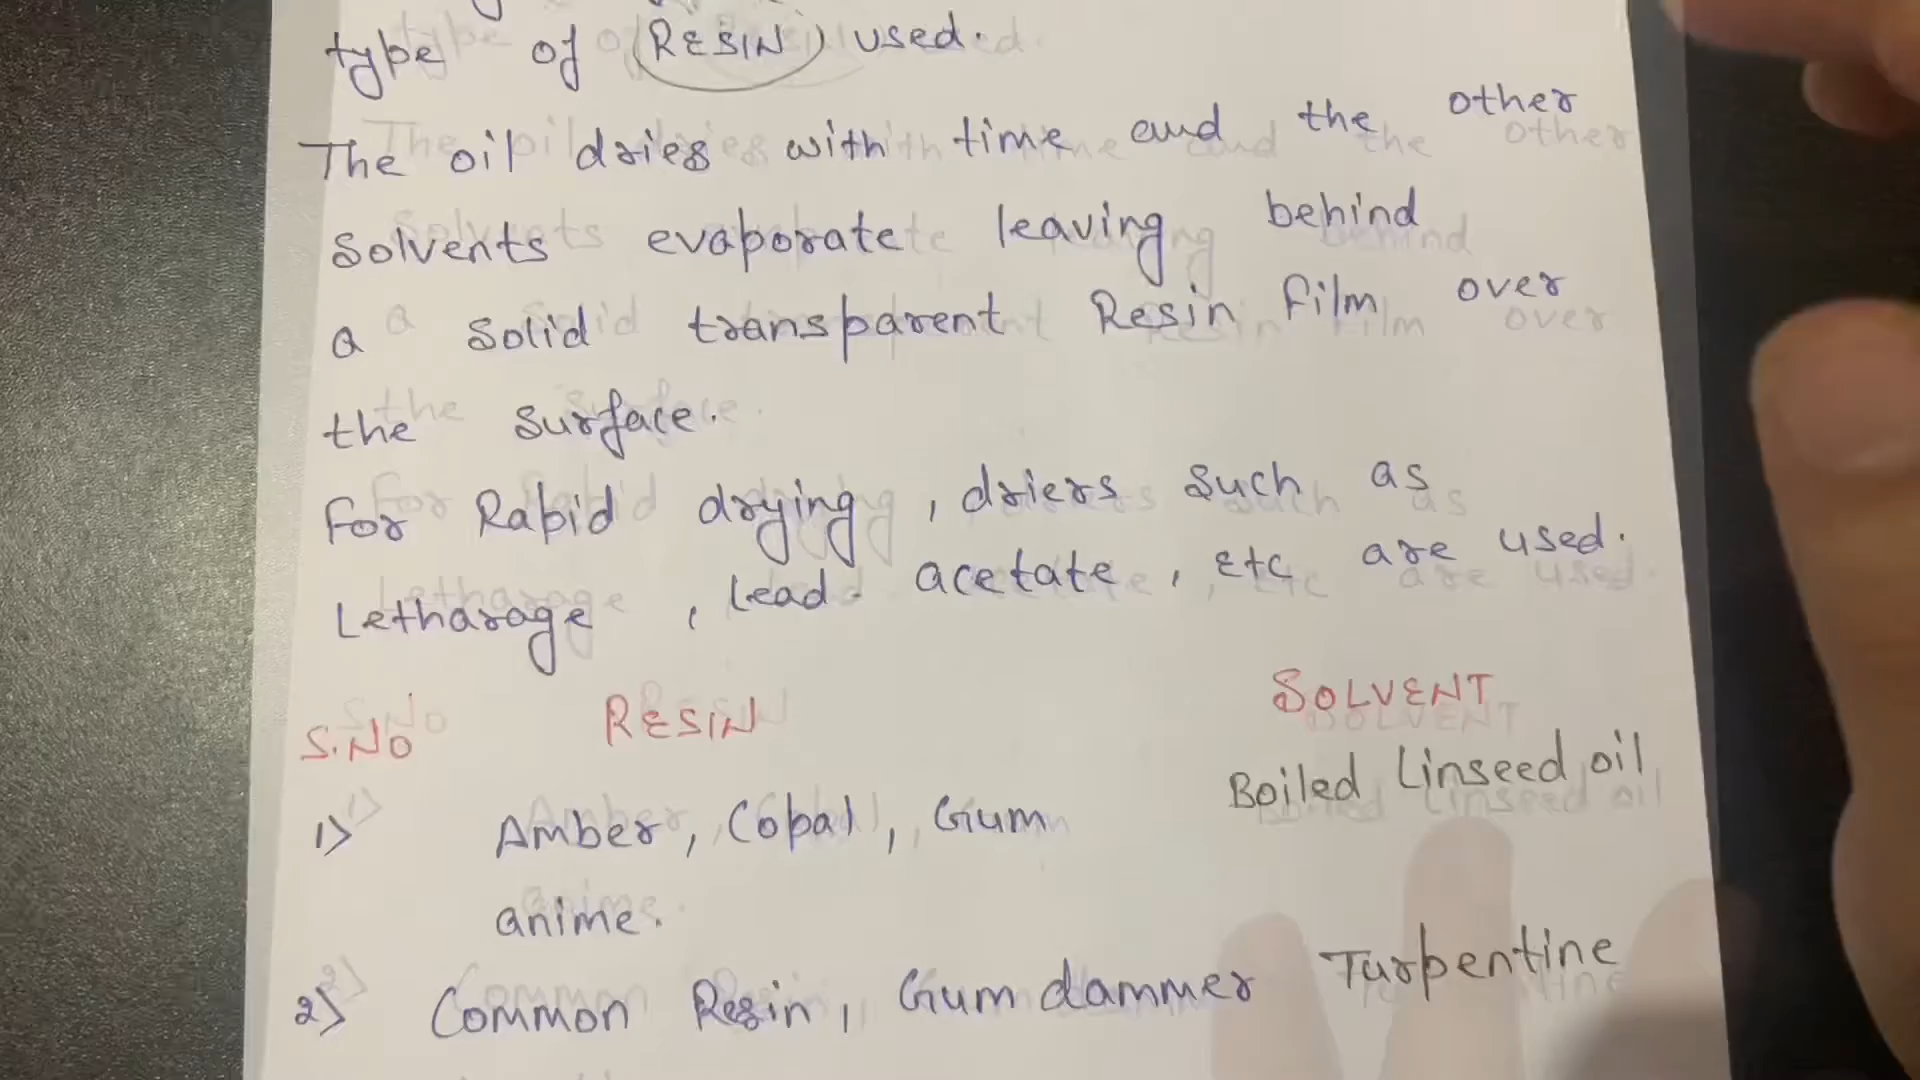 type of RESIN used.
The oil dries with time and the other
Solvents evaporate leaving behind
a Solid transparent Resin film over
the Surface.
For Rapid drying, driers Such as
Letharage, lead acetate, Etc are used.
S.NO RESIN SOLVENT
1) Amber, Copal, Gum Boiled Linseed oil
anime.
2) Common Resin, Gum dammer Turpentine